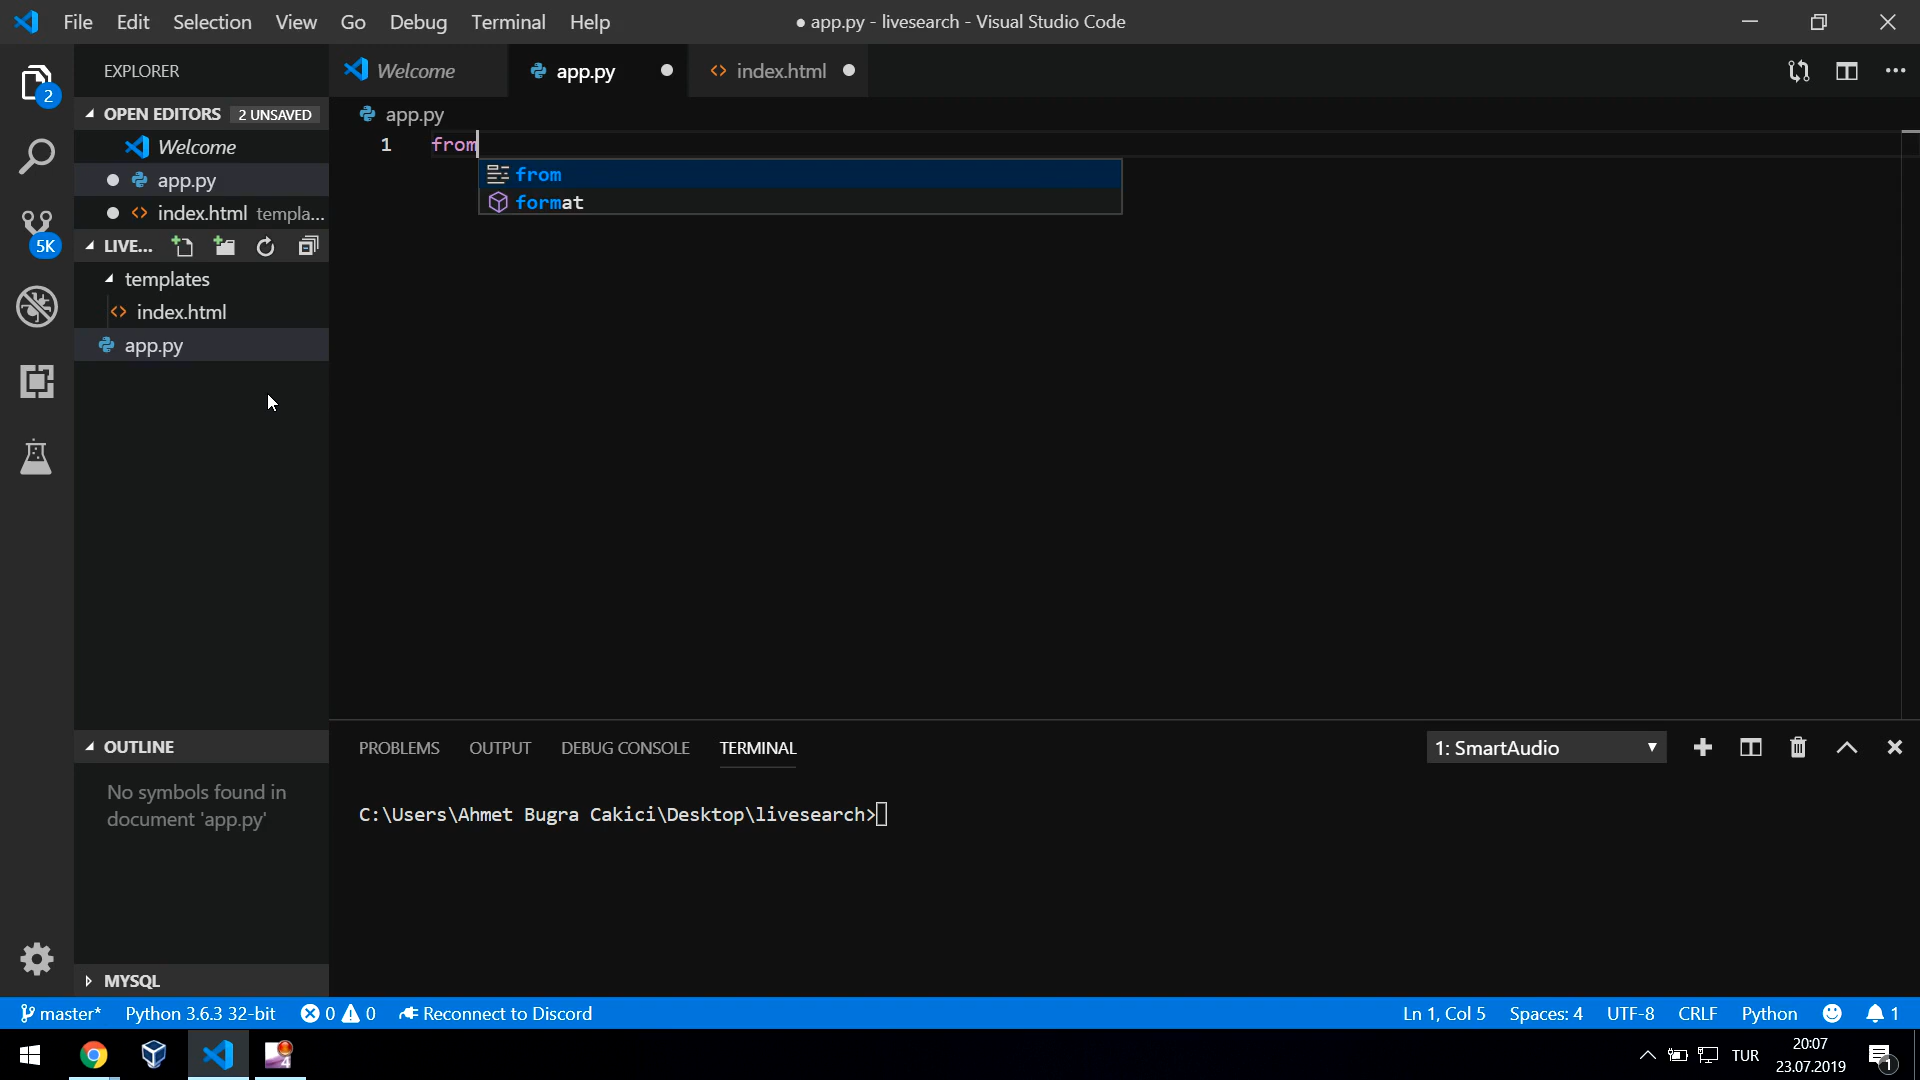 File Edit Selection View Go Debug Terminal Help
● app.py - livesearch - Visual Studio Code
EXPLORER
Welcome
app.py
index.html
2
OPEN EDITORS 2 UNSAVED
Welcome
app.py
index.html templa...
5K
LIVE...
templates
index.html
app.py
app.py
1 from
from
format
OUTLINE
No symbols found in
document 'app.py'
MYSQL
PROBLEMS OUTPUT DEBUG CONSOLE TERMINAL
1: SmartAudio
C:\Users\Ahmet Bugra Cakici\Desktop\livesearch>
master* Python 3.6.3 32-bit 0 0 Reconnect to Discord
Ln 1, Col 5 Spaces: 4 UTF-8 CRLF Python 1
4
TUR
20:07
23.07.2019
1